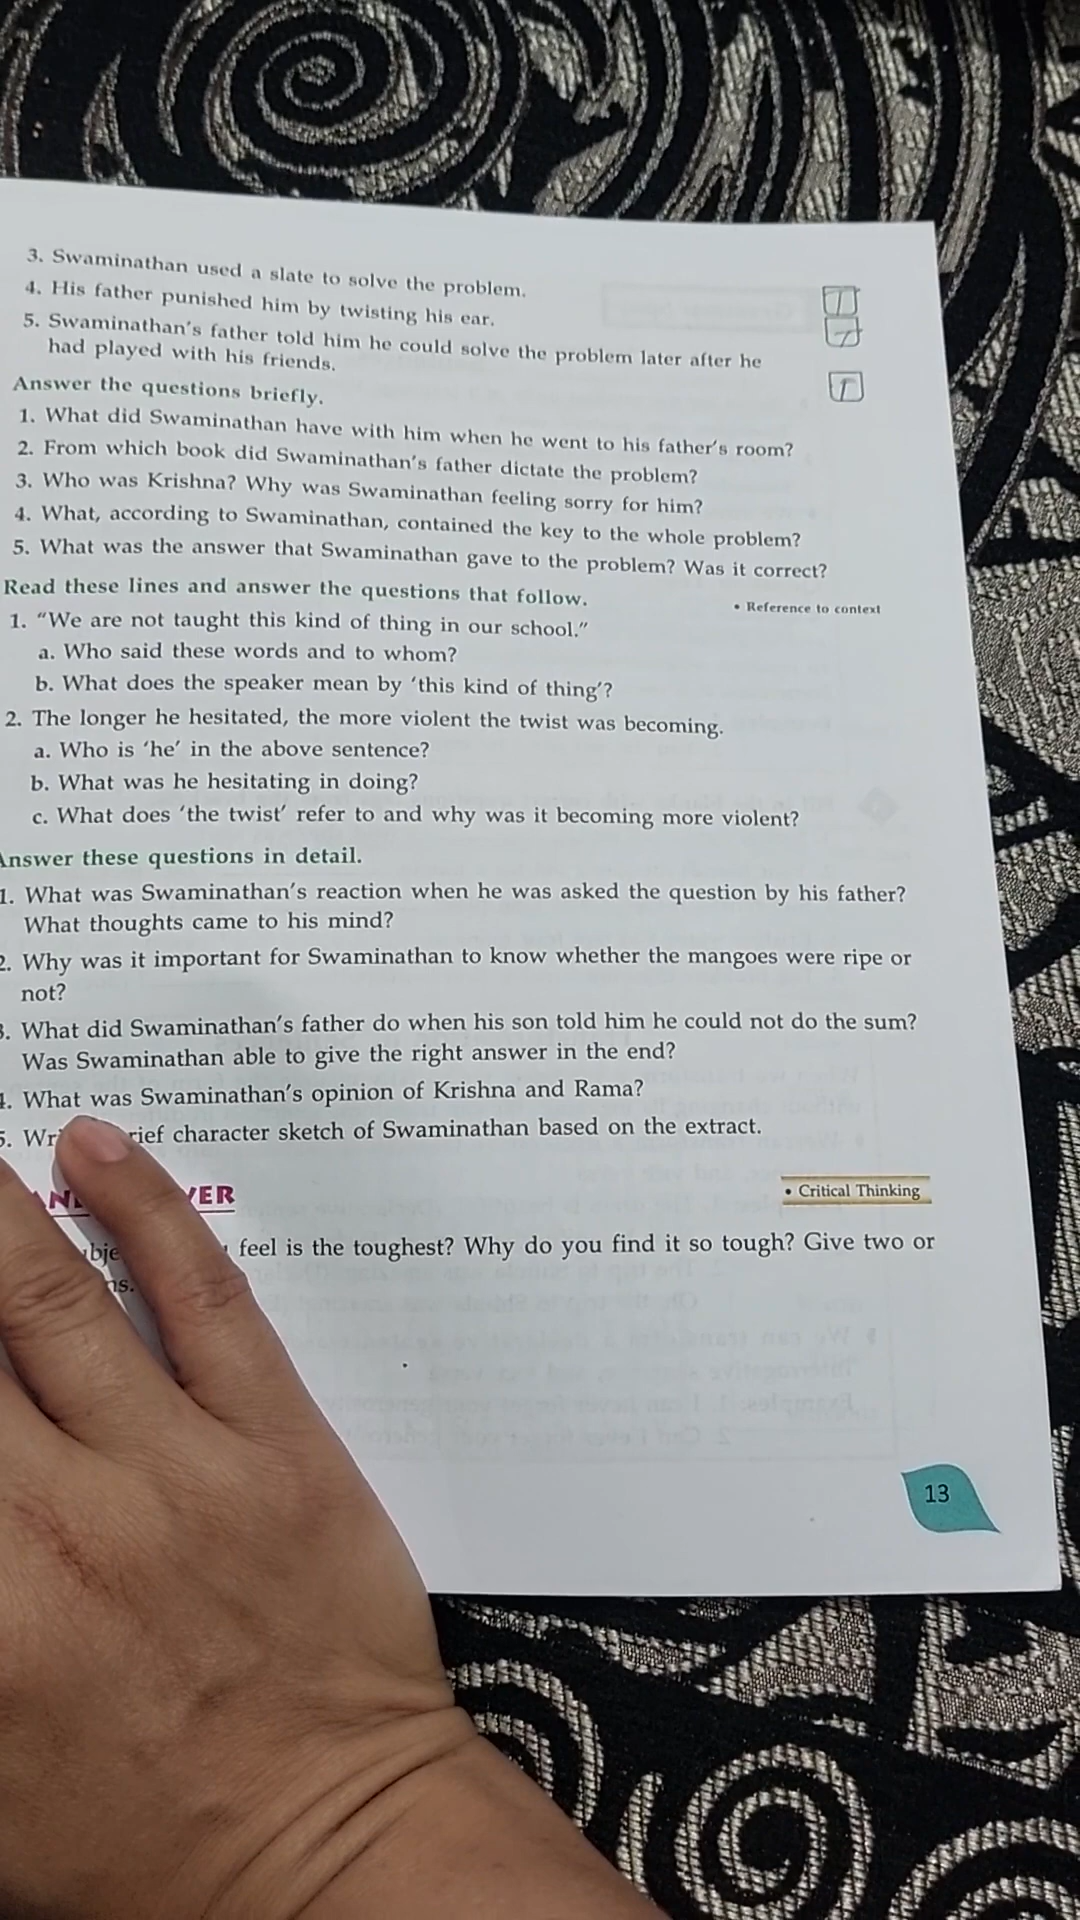 3. Swaminathan used a slate to solve the problem.
4. His father punished him by twisting his ear.
5. Swaminathan's father told him he could solve the problem later after he
had played with his friends.
Answer the questions briefly.
1. What did Swaminathan have with him when he went to his father's room?
2. From which book did Swaminathan's father dictate the problem?
3. Who was Krishna? Why was Swaminathan feeling sorry for him?
4. What, according to Swaminathan, contained the key to the whole problem?
5. What was the answer that Swaminathan gave to the problem? Was it correct?
Read these lines and answer the questions that follow.
• Reference to context
1. "We are not taught this kind of thing in our school."
a. Who said these words and to whom?
b. What does the speaker mean by 'this kind of thing'?
2. The longer he hesitated, the more violent the twist was becoming.
a. Who is 'he' in the above sentence?
b. What was he hesitating in doing?
c. What does 'the twist' refer to and why was it becoming more violent?
Answer these questions in detail.
1. What was Swaminathan's reaction when he was asked the question by his father?
What thoughts came to his mind?
2. Why was it important for Swaminathan to know whether the mangoes were ripe or
not?
3. What did Swaminathan's father do when his son told him he could not do the sum?
Was Swaminathan able to give the right answer in the end?
4. What was Swaminathan's opinion of Krishna and Rama?
5. character sketch of Swaminathan based on the extract.
• Critical Thinking
feel is the toughest? Why do you find it so tough? Give two or
13